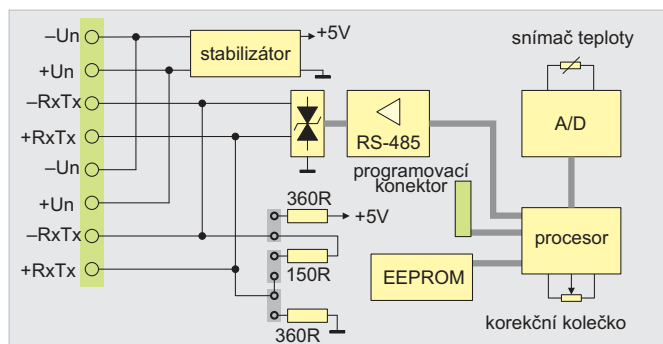 –Un
+Un
–RxTx
+RxTx
–Un
+Un
–RxTx
+RxTx
stabilizátor
+5V
RS-485
snímač teploty
A/D
programovací
konektor
procesor
EEPROM
korekční kolečko
360R
+5V
150R
360R